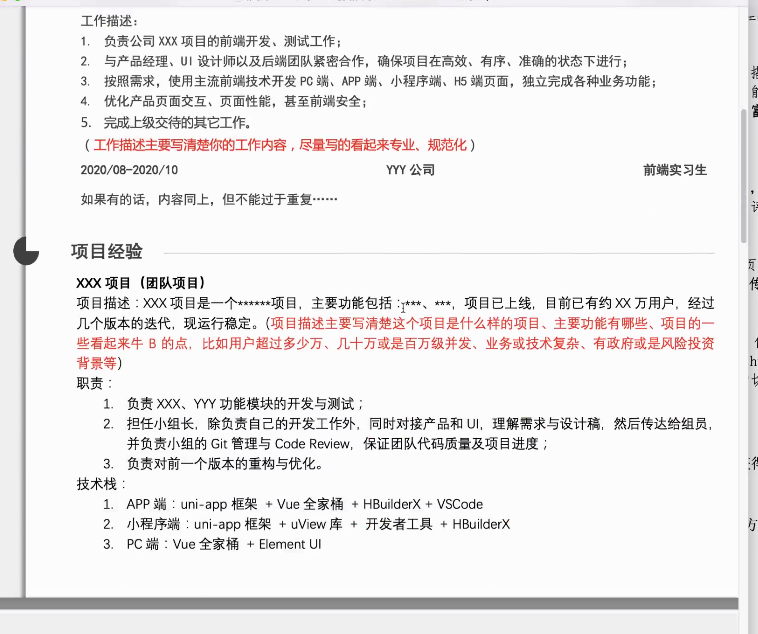 工作描述：
1. 负责公司 XXX 项目的前端开发、测试工作；
2. 与产品经理、UI 设计师以及后端团队紧密合作，确保项目在高效、有序、准确的状态下进行；
3. 按照需求，使用主流前端技术开发 PC 端、APP 端、小程序端、H5 端页面，独立完成各种业务功能；
4. 优化产品页面交互、页面性能，甚至前端安全；
5. 完成上级交待的其它工作。
（工作描述主要写清楚你的工作内容，尽量写的看起来专业、规范化）
2020/08-2020/10 YYY 公司 前端实习生
如果有的话，内容同上，但不能过于重复……
项目经验
XXX 项目（团队项目）
项目描述：XXX 项目是一个******项目，主要功能包括：***、***，项目已上线，目前已有约 XX 万用户，经过
几个版本的迭代，现运行稳定。（项目描述主要写清楚这个项目是什么样的项目、主要功能有哪些、项目的一
些看起来牛 B 的点，比如用户超过多少万、几十万或是百万级并发、业务或技术复杂、有政府或是风险投资
背景等）
职责：
1. 负责 XXX、YYY 功能模块的开发与测试；
2. 担任小组长，除负责自己的开发工作外，同时对接产品和 UI，理解需求与设计稿，然后传达给组员，
并负责小组的 Git 管理与 Code Review，保证团队代码质量及项目进度；
3. 负责对前一个版本的重构与优化。
技术栈：
1. APP 端：uni-app 框架 + Vue 全家桶 + HBuilderX + VSCode
2. 小程序端：uni-app 框架 + uView 库 + 开发者工具 + HBuilderX
3. PC 端：Vue 全家桶 + Element UI